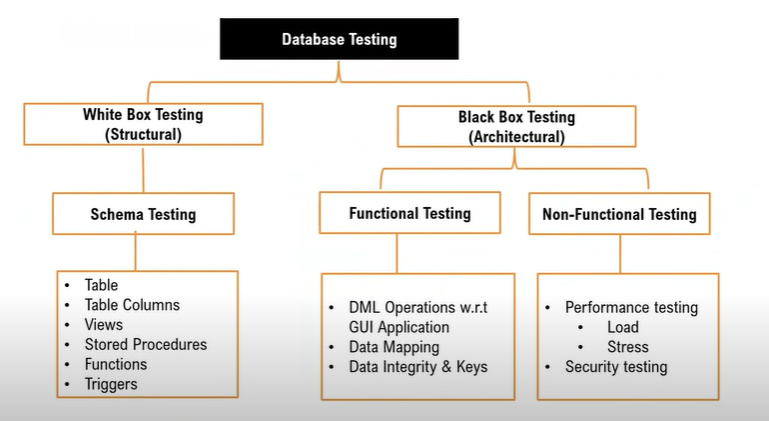 Database Testing
White Box Testing
(Structural)
Black Box Testing
(Architectural)
Schema Testing
Functional Testing
Non-Functional Testing
• Table
• Table Columns
• Views
• Stored Procedures
• Functions
• Triggers
• DML Operations w.r.t
GUI Application
• Data Mapping
• Data Integrity & Keys
• Performance testing
• Load
• Stress
• Security testing